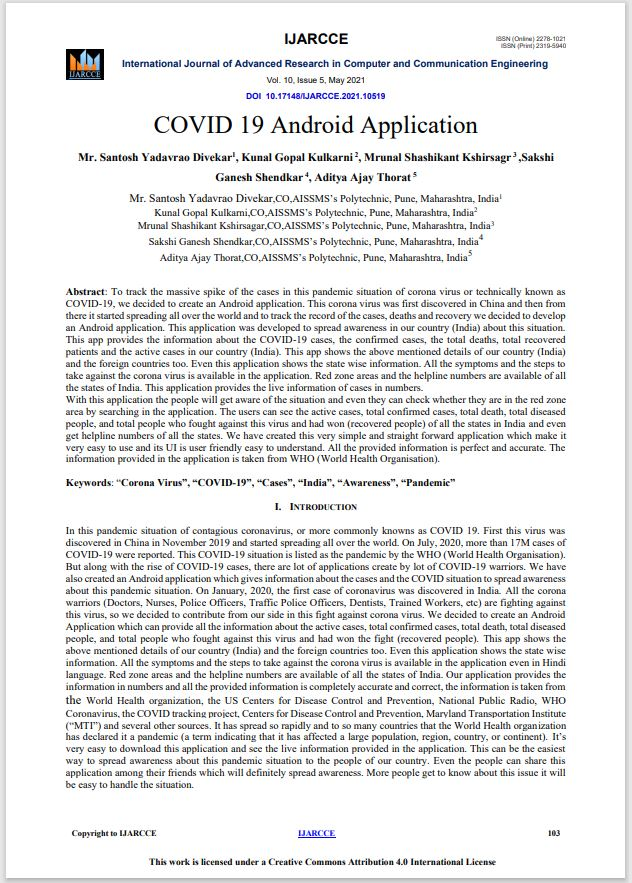 IJARCCE
ISSN (Online) 2278-1021
ISSN (Print) 2319-5940
IJARCCE
International Journal of Advanced Research in Computer and Communication Engineering
Vol. 10, Issue 5, May 2021
DOI 10.17148/IJARCCE.2021.10519
COVID 19 Android Application
Mr. Santosh Yadavrao Divekar1, Kunal Gopal Kulkarni 2, Mrunal Shashikant Kshirsagr 3 ,Sakshi
Ganesh Shendkar 4, Aditya Ajay Thorat 5
Mr. Santosh Yadavrao Divekar,CO,AISSMS's Polytechnic, Pune, Maharashtra, India1
Kunal Gopal Kulkarni,CO,AISSMS's Polytechnic, Pune, Maharashtra, India2
Mrunal Shashikant Kshirsagar,CO,AISSMS's Polytechnic, Pune, Maharashtra, India3
Sakshi Ganesh Shendkar,CO,AISSMS's Polytechnic, Pune, Maharashtra, India4
Aditya Ajay Thorat,CO,AISSMS's Polytechnic, Pune, Maharashtra, India5
Abstract: To track the massive spike of the cases in this pandemic situation of corona virus or technically known as
COVID-19, we decided to create an Android application. This corona virus was first discovered in China and then from
there it started spreading all over the world and to track the record of the cases, deaths and recovery we decided to develop
an Android application. This application was developed to spread awareness in our country (India) about this situation.
This app provides the information about the COVID-19 cases, the confirmed cases, the total deaths, total recovered
patients and the active cases in our country (India). This app shows the above mentioned details of our country (India)
and the foreign countries too. Even this application shows the state wise information. All the symptoms and the steps to
take against the corona virus is available in the application. Red zone areas and the helpline numbers are available of all
the states of India. This application provides the live information of cases in numbers.
With this application the people will get aware of the situation and even they can check whether they are in the red zone
area by searching in the application. The users can see the active cases, total confirmed cases, total death, total diseased
people, and total people who fought against this virus and had won (recovered people) of all the states in India and even
get helpline numbers of all the states. We have created this very simple and straight forward application which make it
very easy to use and its UI is user friendly easy to understand. All the provided information is perfect and accurate. The
information provided in the application is taken from WHO (World Health Organisation).
Keywords: “Corona Virus”, “COVID-19”, “Cases”, “India”, “Awareness”, “Pandemic”
I. INTRODUCTION
In this pandemic situation of contagious coronavirus, or more commonly knowns as COVID 19. First this virus was
discovered in China in November 2019 and started spreading all over the world. On July, 2020, more than 17M cases of
COVID-19 were reported. This COVID-19 situation is listed as the pandemic by the WHO (World Health Organisation).
But along with the rise of COVID-19 cases, there are lot of applications create by lot of COVID-19 warriors. We have
also created an Android application which gives information about the cases and the COVID situation to spread awareness
about this pandemic situation. On January, 2020, the first case of coronavirus was discovered in India. All the corona
warriors (Doctors, Nurses, Police Officers, Traffic Police Officers, Dentists, Trained Workers, etc) are fighting against
this virus, so we decided to contribute from our side in this fight against corona virus. We decided to create an Android
Application which can provide all the information about the active cases, total confirmed cases, total death, total diseased
people, and total people who fought against this virus and had won the fight (recovered people). This app shows the
above mentioned details of our country (India) and the foreign countries too. Even this application shows the state wise
information. All the symptoms and the steps to take against the corona virus is available in the application even in Hindi
language. Red zone areas and the helpline numbers are available of all the states of India. Our application provides the
information in numbers and all the provided information is completely accurate and correct, the information is taken from
the World Health organization, the US Centers for Disease Control and Prevention, National Public Radio, WHO
Coronavirus, the COVID tracking project, Centers for Disease Control and Prevention, Maryland Transportation Institute
(“MTI”) and several other sources. It has spread so rapidly and to so many countries that the World Health organization
has declared it a pandemic (a term indicating that it has affected a large population, region, country, or continent). It's
very easy to download this application and see the live information provided in the application. This can be the easiest
way to spread awareness about this pandemic situation to the people of our country. Even the people can share this
application among their friends which will definitely spread awareness. More people get to know about this issue it will
be easy to handle the situation.
Copyright to IJARCCE IJARCCE 103
This work is licensed under a Creative Commons Attribution 4.0 International License